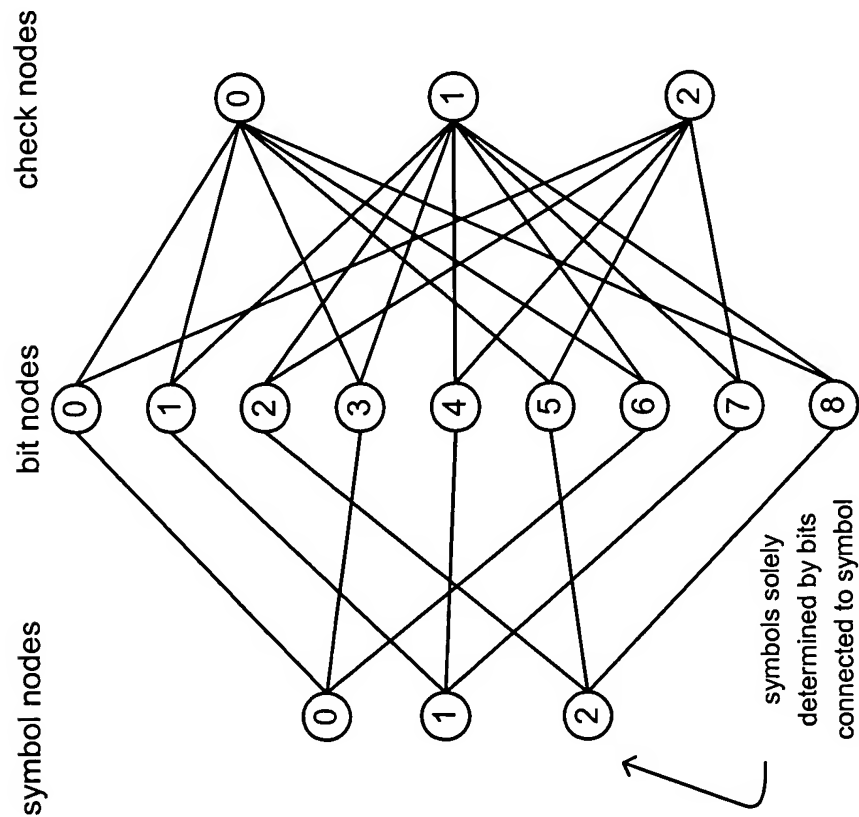 symbol nodes
0
1
2
symbols solely
determined by bits
connected to symbol
bit nodes
0
1
2
3
4
5
6
7
8
check nodes
0
1
2